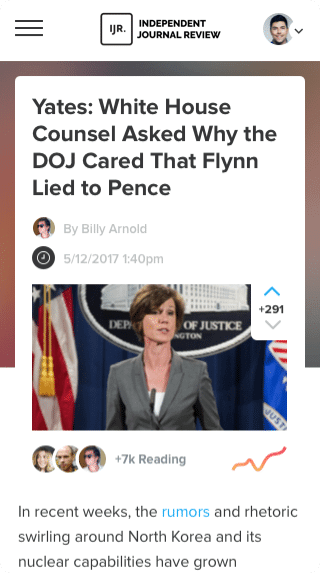 IJR.
INDEPENDENT
JOURNAL REVIEW
Yates: White House
Counsel Asked Why the
DOJ Cared That Flynn
Lied to Pence
By Billy Arnold
5/12/2017 1:40pm
DEP OF JUSTICE
NGTON
+291
JUST
+7k Reading
In recent weeks, the rumors and rhetoric
swirling around North Korea and its
nuclear capabilities have grown